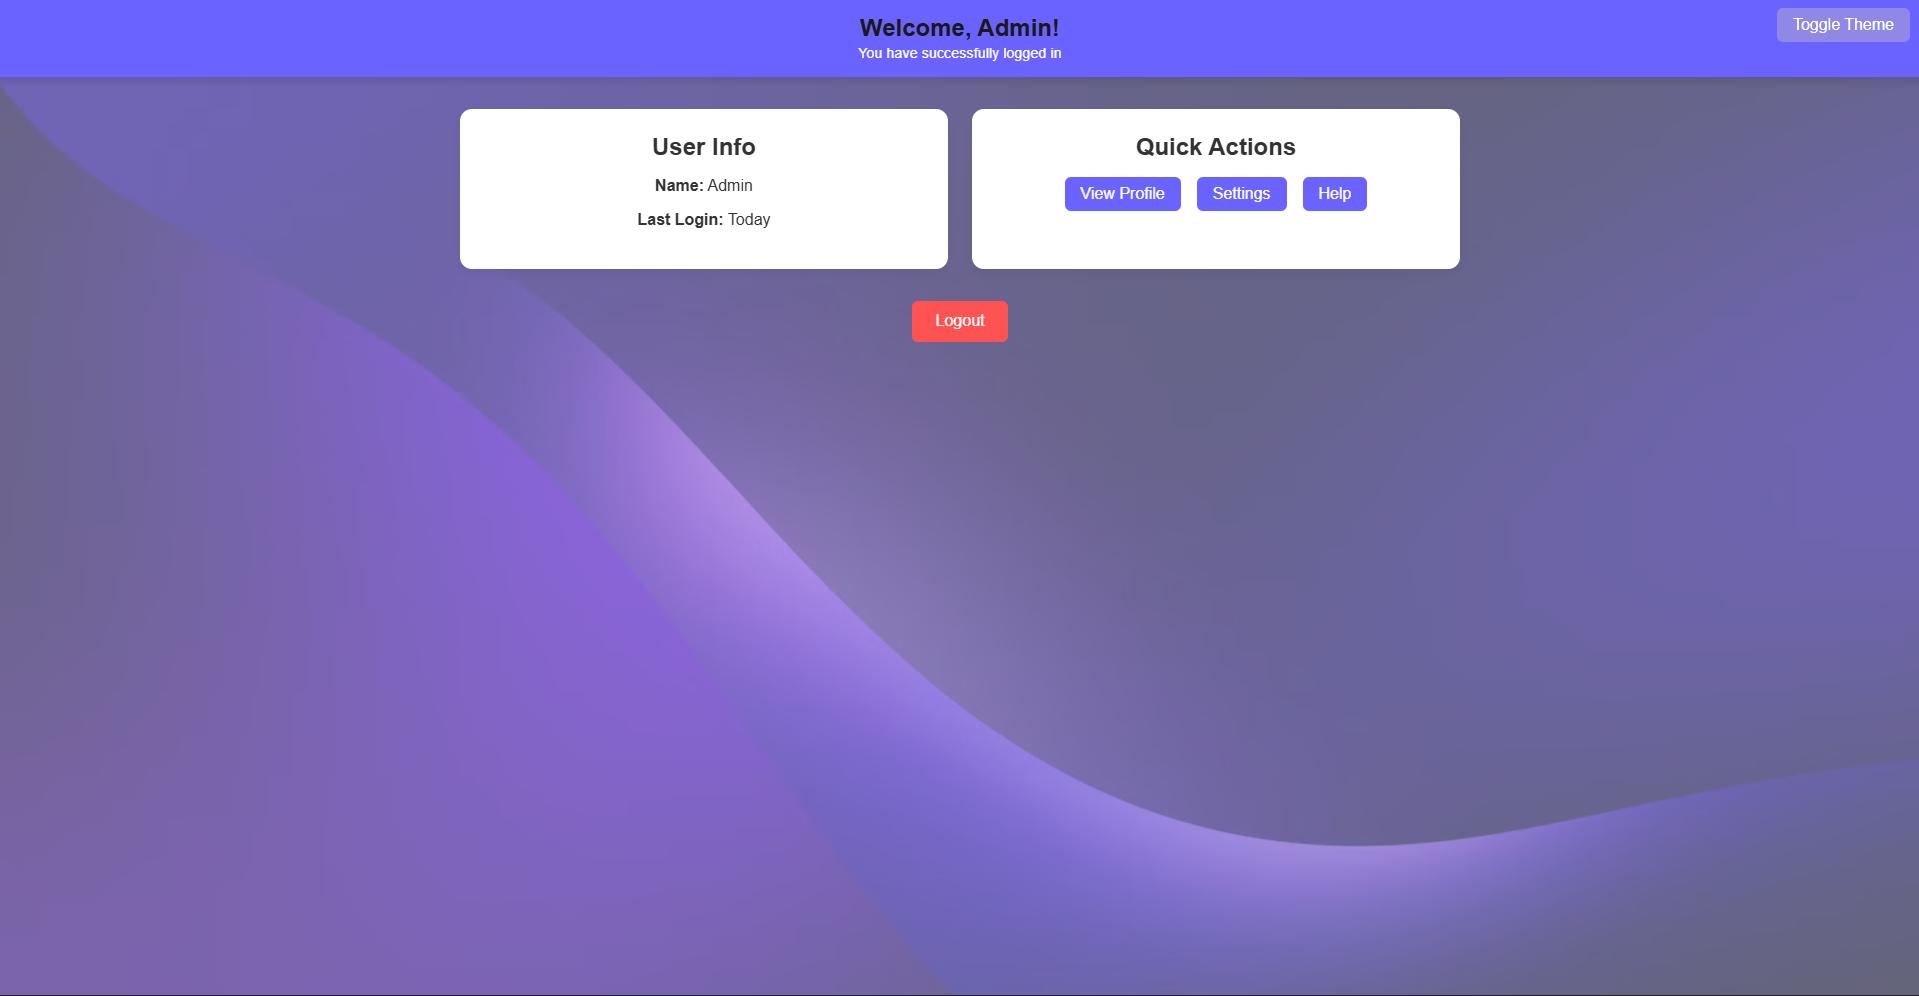 Welcome, Admin!
You have successfully logged in
Toggle Theme
User Info
Name: Admin
Last Login: Today
Quick Actions
View Profile
Settings
Help
Logout